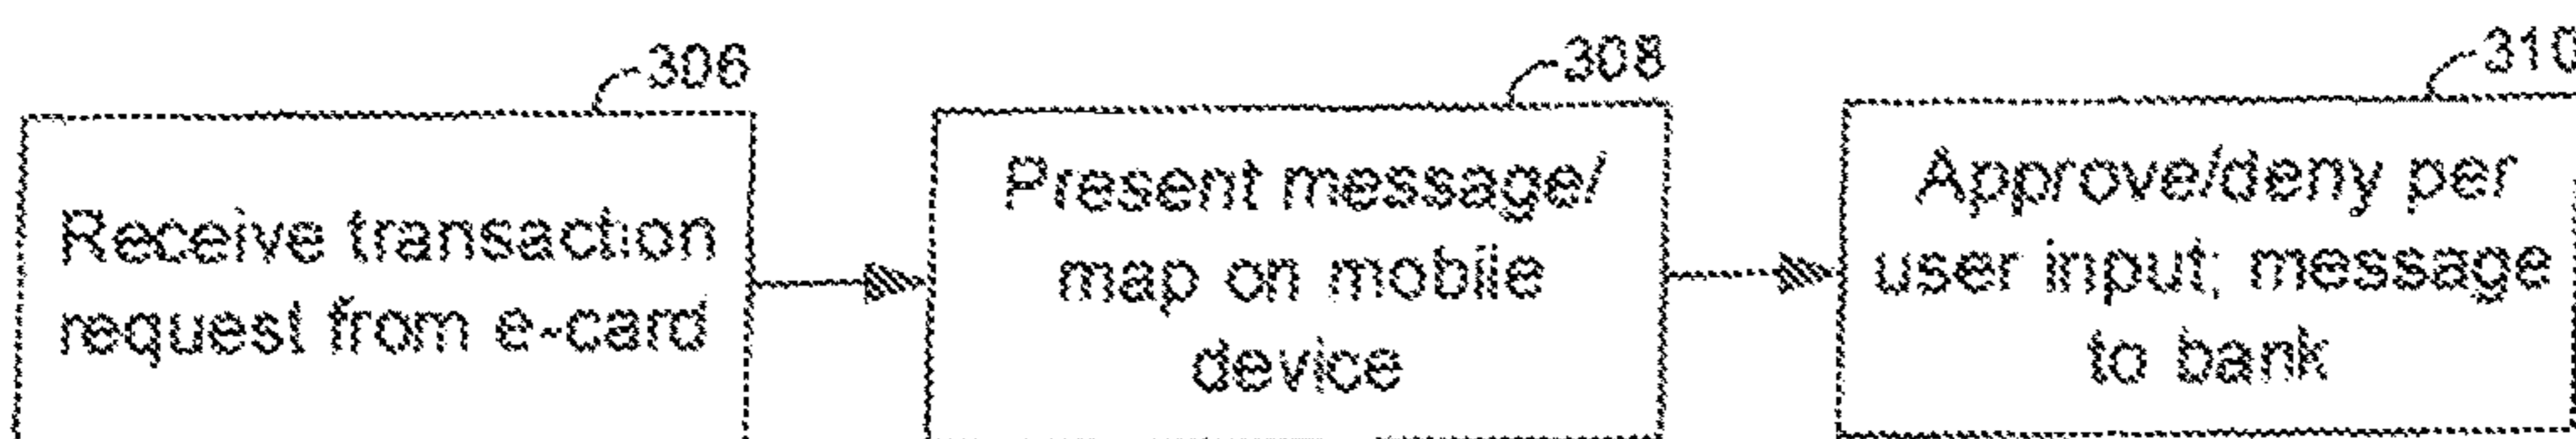 306
308
310
Receive transaction
request from e-card
Present message/
map on mobile
device
Approve/deny per
user input; message
to bank